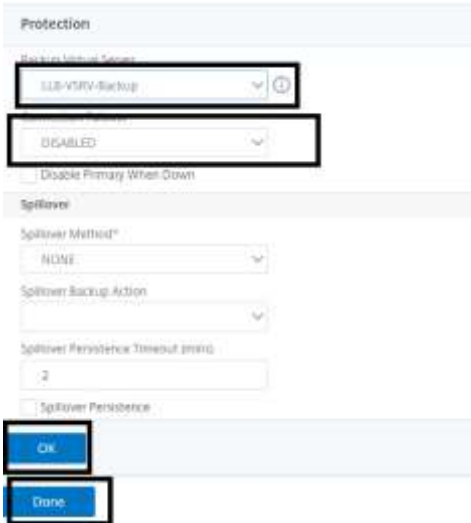 Protection
Backup Virtual Server
LLB-VSRV-Backup
DISABLED
Disable Primary When Down
Spillover
Spillover Method*
NONE
Spillover Backup Action
Spillover Persistence Timeout (mins)
2
Spillover Persistence
OK
Done